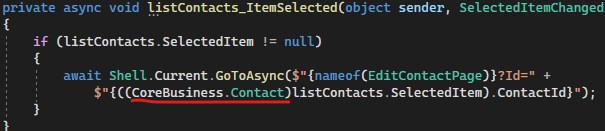 private async void listContacts_ItemSelected(object sender, SelectedItemChanged
{
if (listContacts.SelectedItem != null)
{
await Shell.Current.GoToAsync($"{nameof(EditContactPage)}?Id=" +
$"{((CoreBusiness.Contact)listContacts.SelectedItem).ContactId}");
}
}